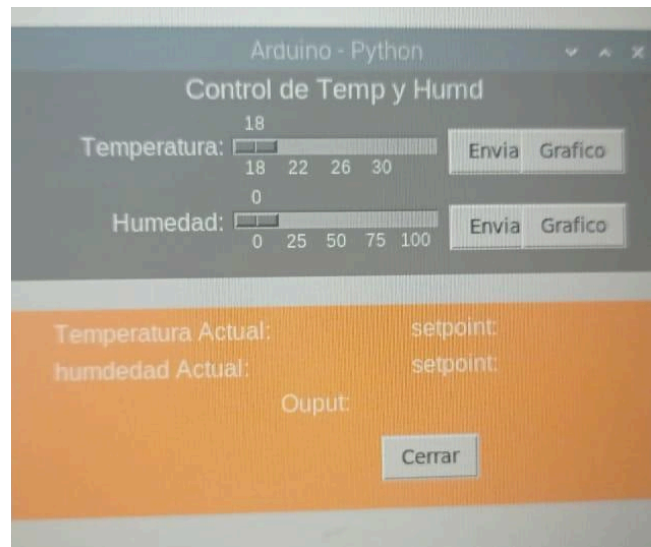 Arduino - Python
Control de Temp y Humd
18
Temperatura:
18 22 26 30
Envia Grafico
0
Humedad:
0 25 50 75 100
Envia Grafico
Temperatura Actual: setpoint:
humdedad Actual: setpoint:
Ouput:
Cerrar